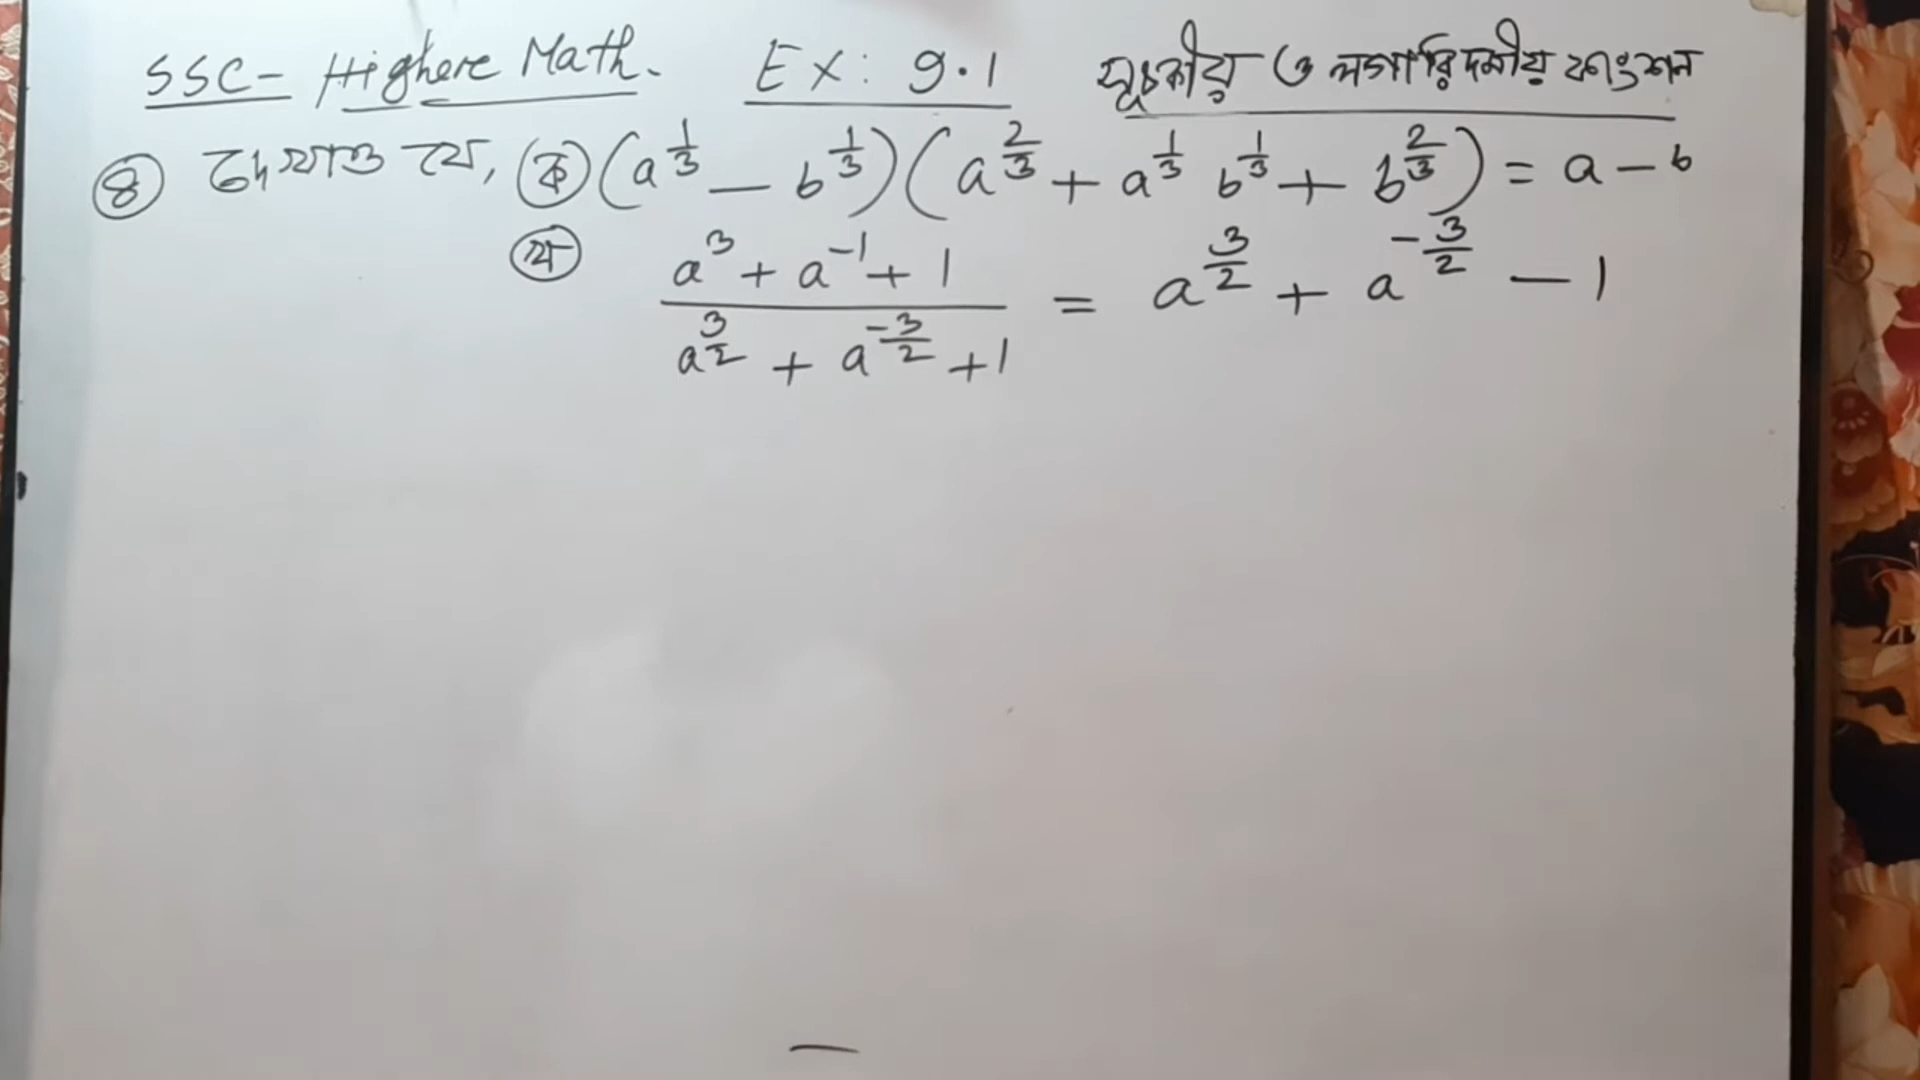 SSC- Highere Math. Ex: 9.1 সূচকীয় ও লগারিদমীয় ফাংশন
৪ দেখাও যে, ক (a^{1/3} - b^{1/3})(a^{2/3} + a^{1/3} b^{1/3} + b^{2/3}) = a - b
খ (a^3 + a^{-1} + 1)/(a^{3/2} + a^{-3/2} + 1) = a^{3/2} + a^{-3/2} - 1